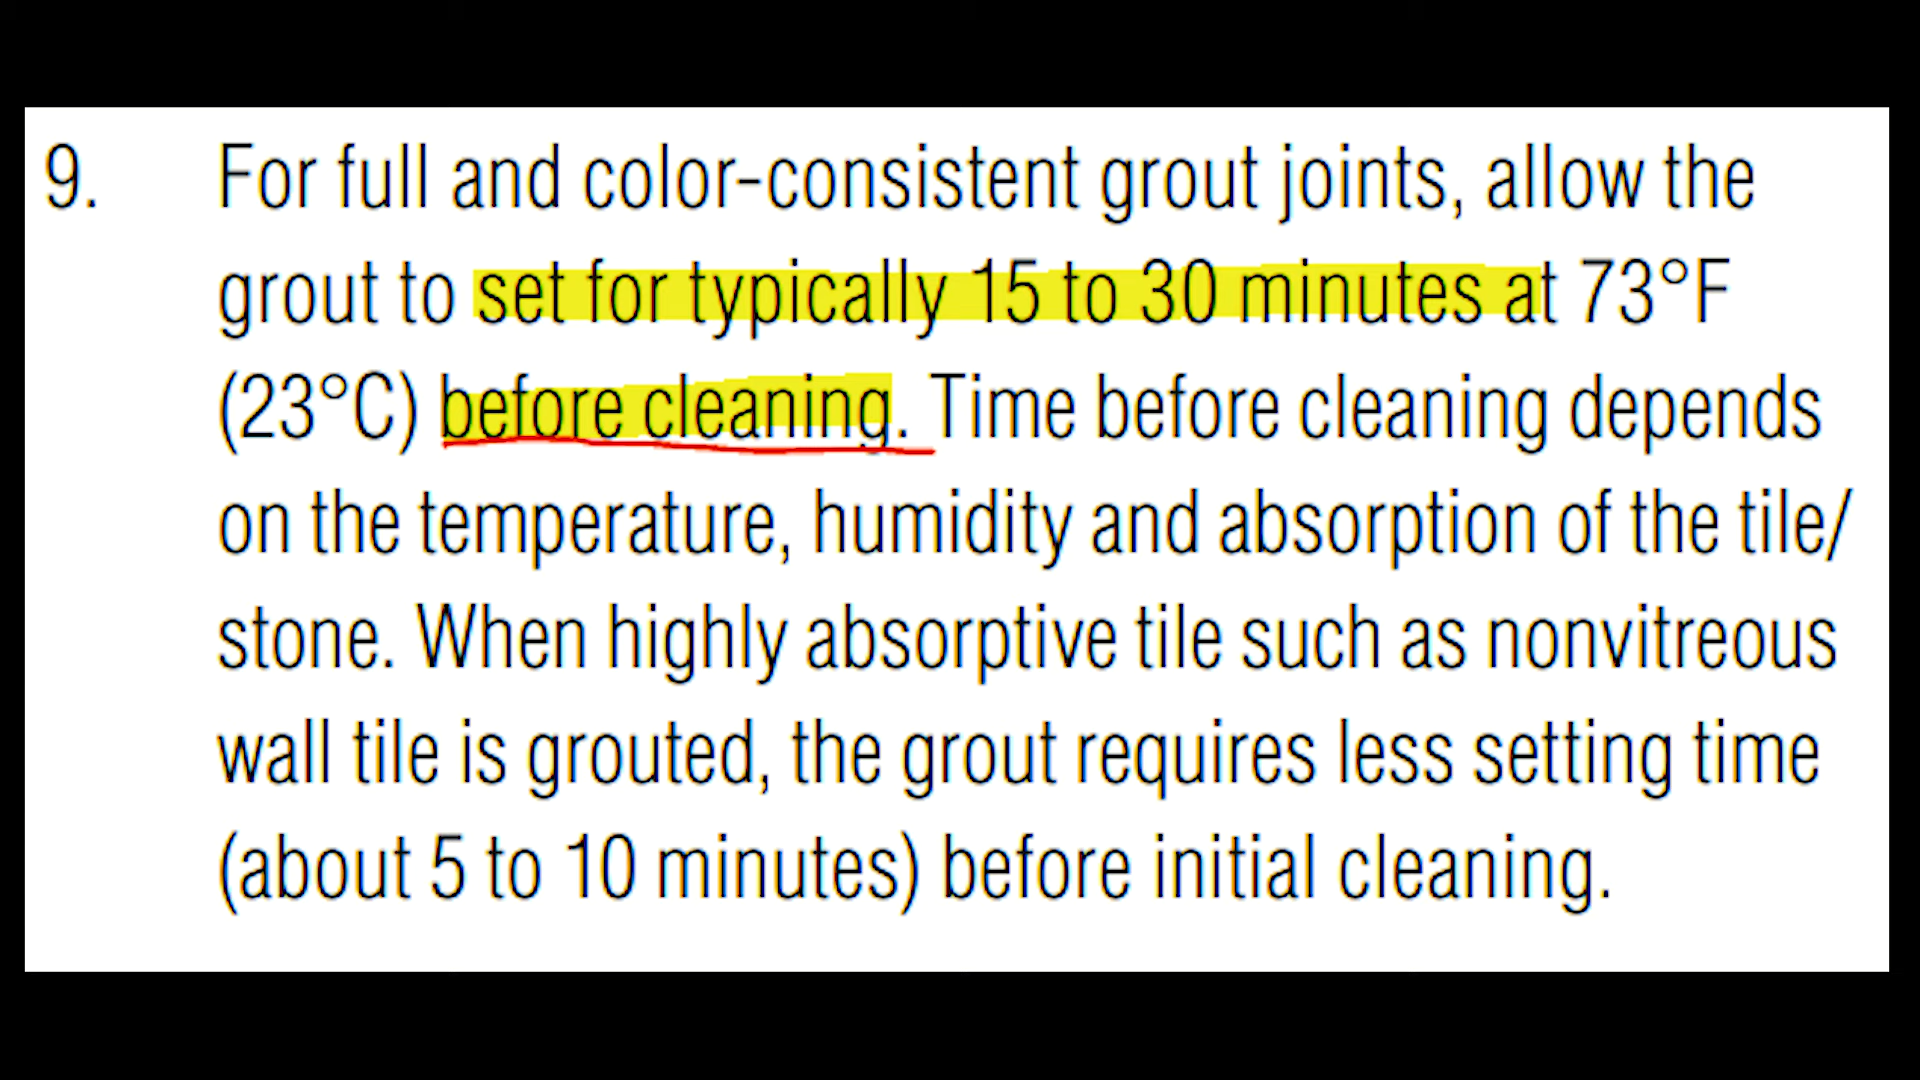 9. For full and color-consistent grout joints, allow the
grout to set for typically 15 to 30 minutes at 73°F
(23°C) before cleaning. Time before cleaning depends
on the temperature, humidity and absorption of the tile/
stone. When highly absorptive tile such as nonvitreous
wall tile is grouted, the grout requires less setting time
(about 5 to 10 minutes) before initial cleaning.